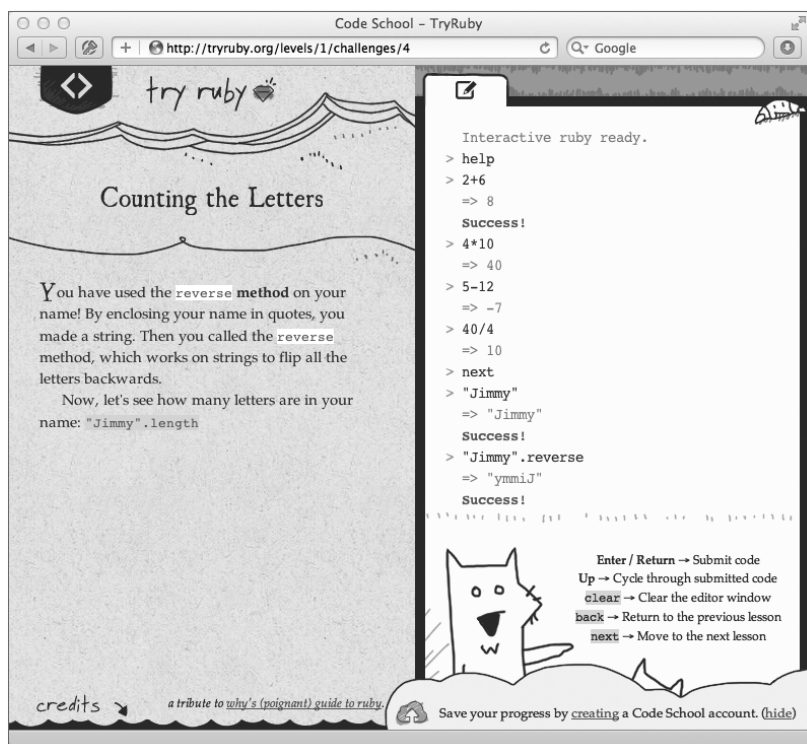 Code School – TryRuby
http://tryruby.org/levels/1/challenges/4
Google
try ruby
Counting the Letters
You have used the reverse method on your
name! By enclosing your name in quotes, you
made a string. Then you called the reverse
method, which works on strings to flip all the
letters backwards.
Now, let's see how many letters are in your
name: "Jimmy".length
credits
a tribute to why's (poignant) guide to ruby.
Interactive ruby ready.
> help
> 2+6
=> 8
Success!
> 4*10
=> 40
> 5-12
=> -7
> 40/4
=> 10
> next
> "Jimmy"
=> "Jimmy"
Success!
> "Jimmy".reverse
=> "ymmiJ"
Success!
Enter / Return → Submit code
Up → Cycle through submitted code
clear → Clear the editor window
back → Return to the previous lesson
next → Move to the next lesson
Save your progress by creating a Code School account. (hide)